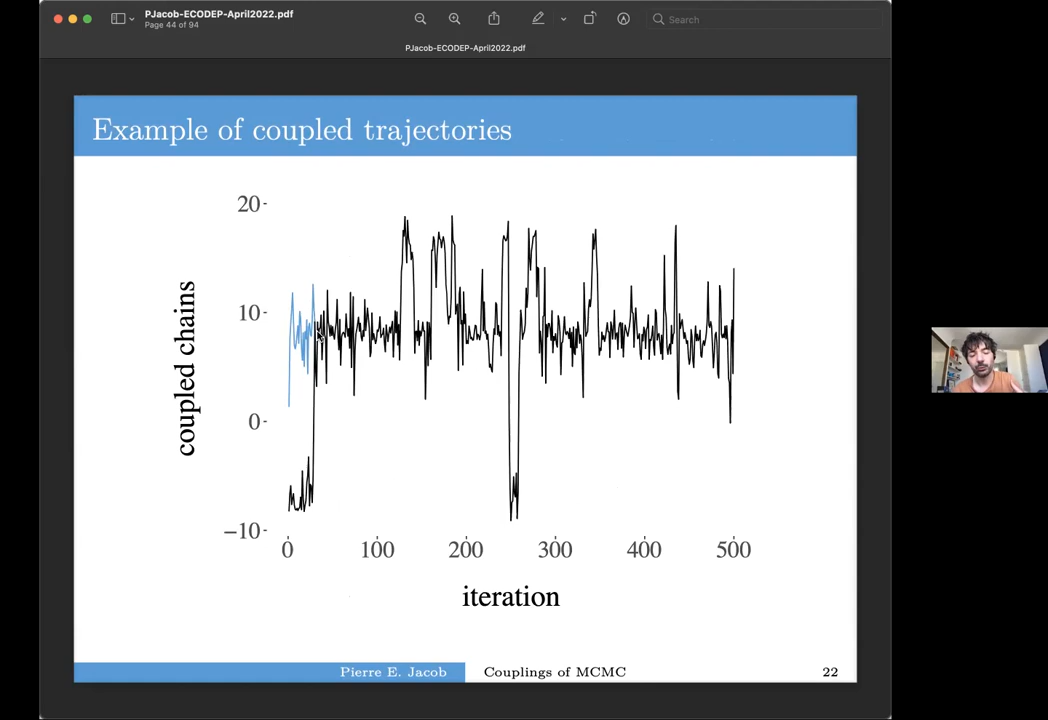 PJacob-ECODEP-April2022.pdf
Page 44 of 94
Search
PJacob-ECODEP-April2022.pdf
Example of coupled trajectories
coupled chains
20
10
0
−10
0 100 200 300 400 500
iteration
Pierre E. Jacob Couplings of MCMC 22